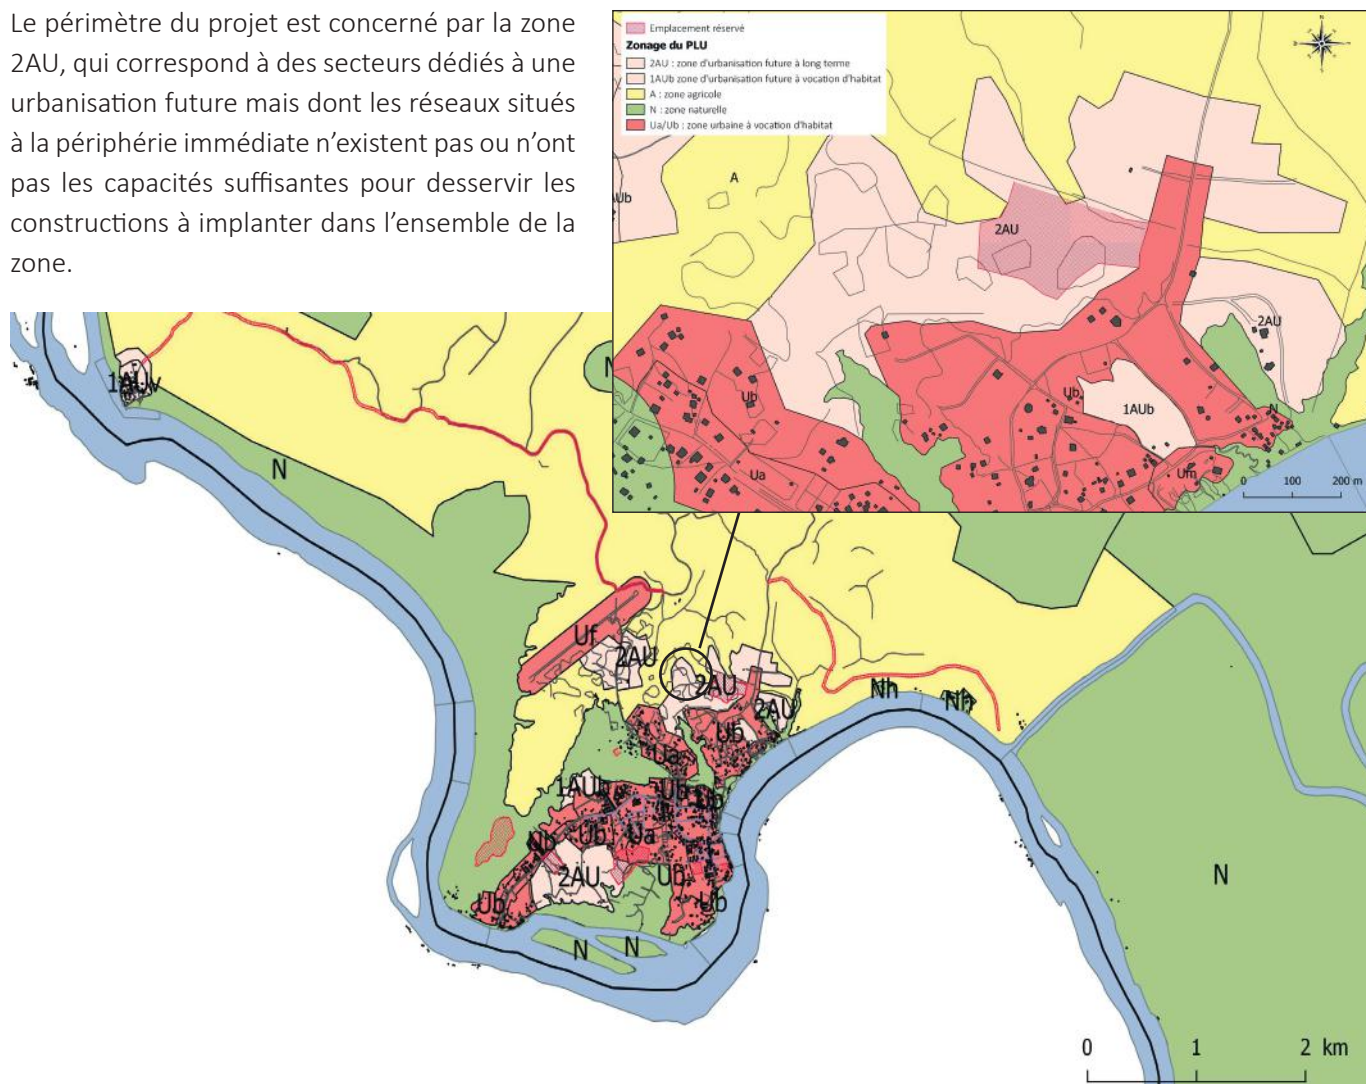 Le périmètre du projet est concerné par la zone
2AU, qui correspond à des secteurs dédiés à une
urbanisation future mais dont les réseaux situés
à la périphérie immédiate n’existent pas ou n’ont
pas les capacités suffisantes pour desservir les
constructions à implanter dans l’ensemble de la
zone.
Emplacement réservé
Zonage du PLU
2AU : zone d'urbanisation future à long terme
1AUb zone d'urbanisation future à vocation d'habitat
A : zone agricole
N : zone naturelle
Ua/Ub : zone urbaine à vocation d'habitat
N
A
AUb
2AU
2AU
Ub
Ub
1AUb
N
Ua
Um
0 100 200 m
N
N
Uf
2AU
2AU
2AU
Nh
Nh
Ub
Ua
1AUb
Ub
Ub
Nb
Ub
Ua
2AU
Ub
Ub
Ub
N
N
N
0 1 2 km